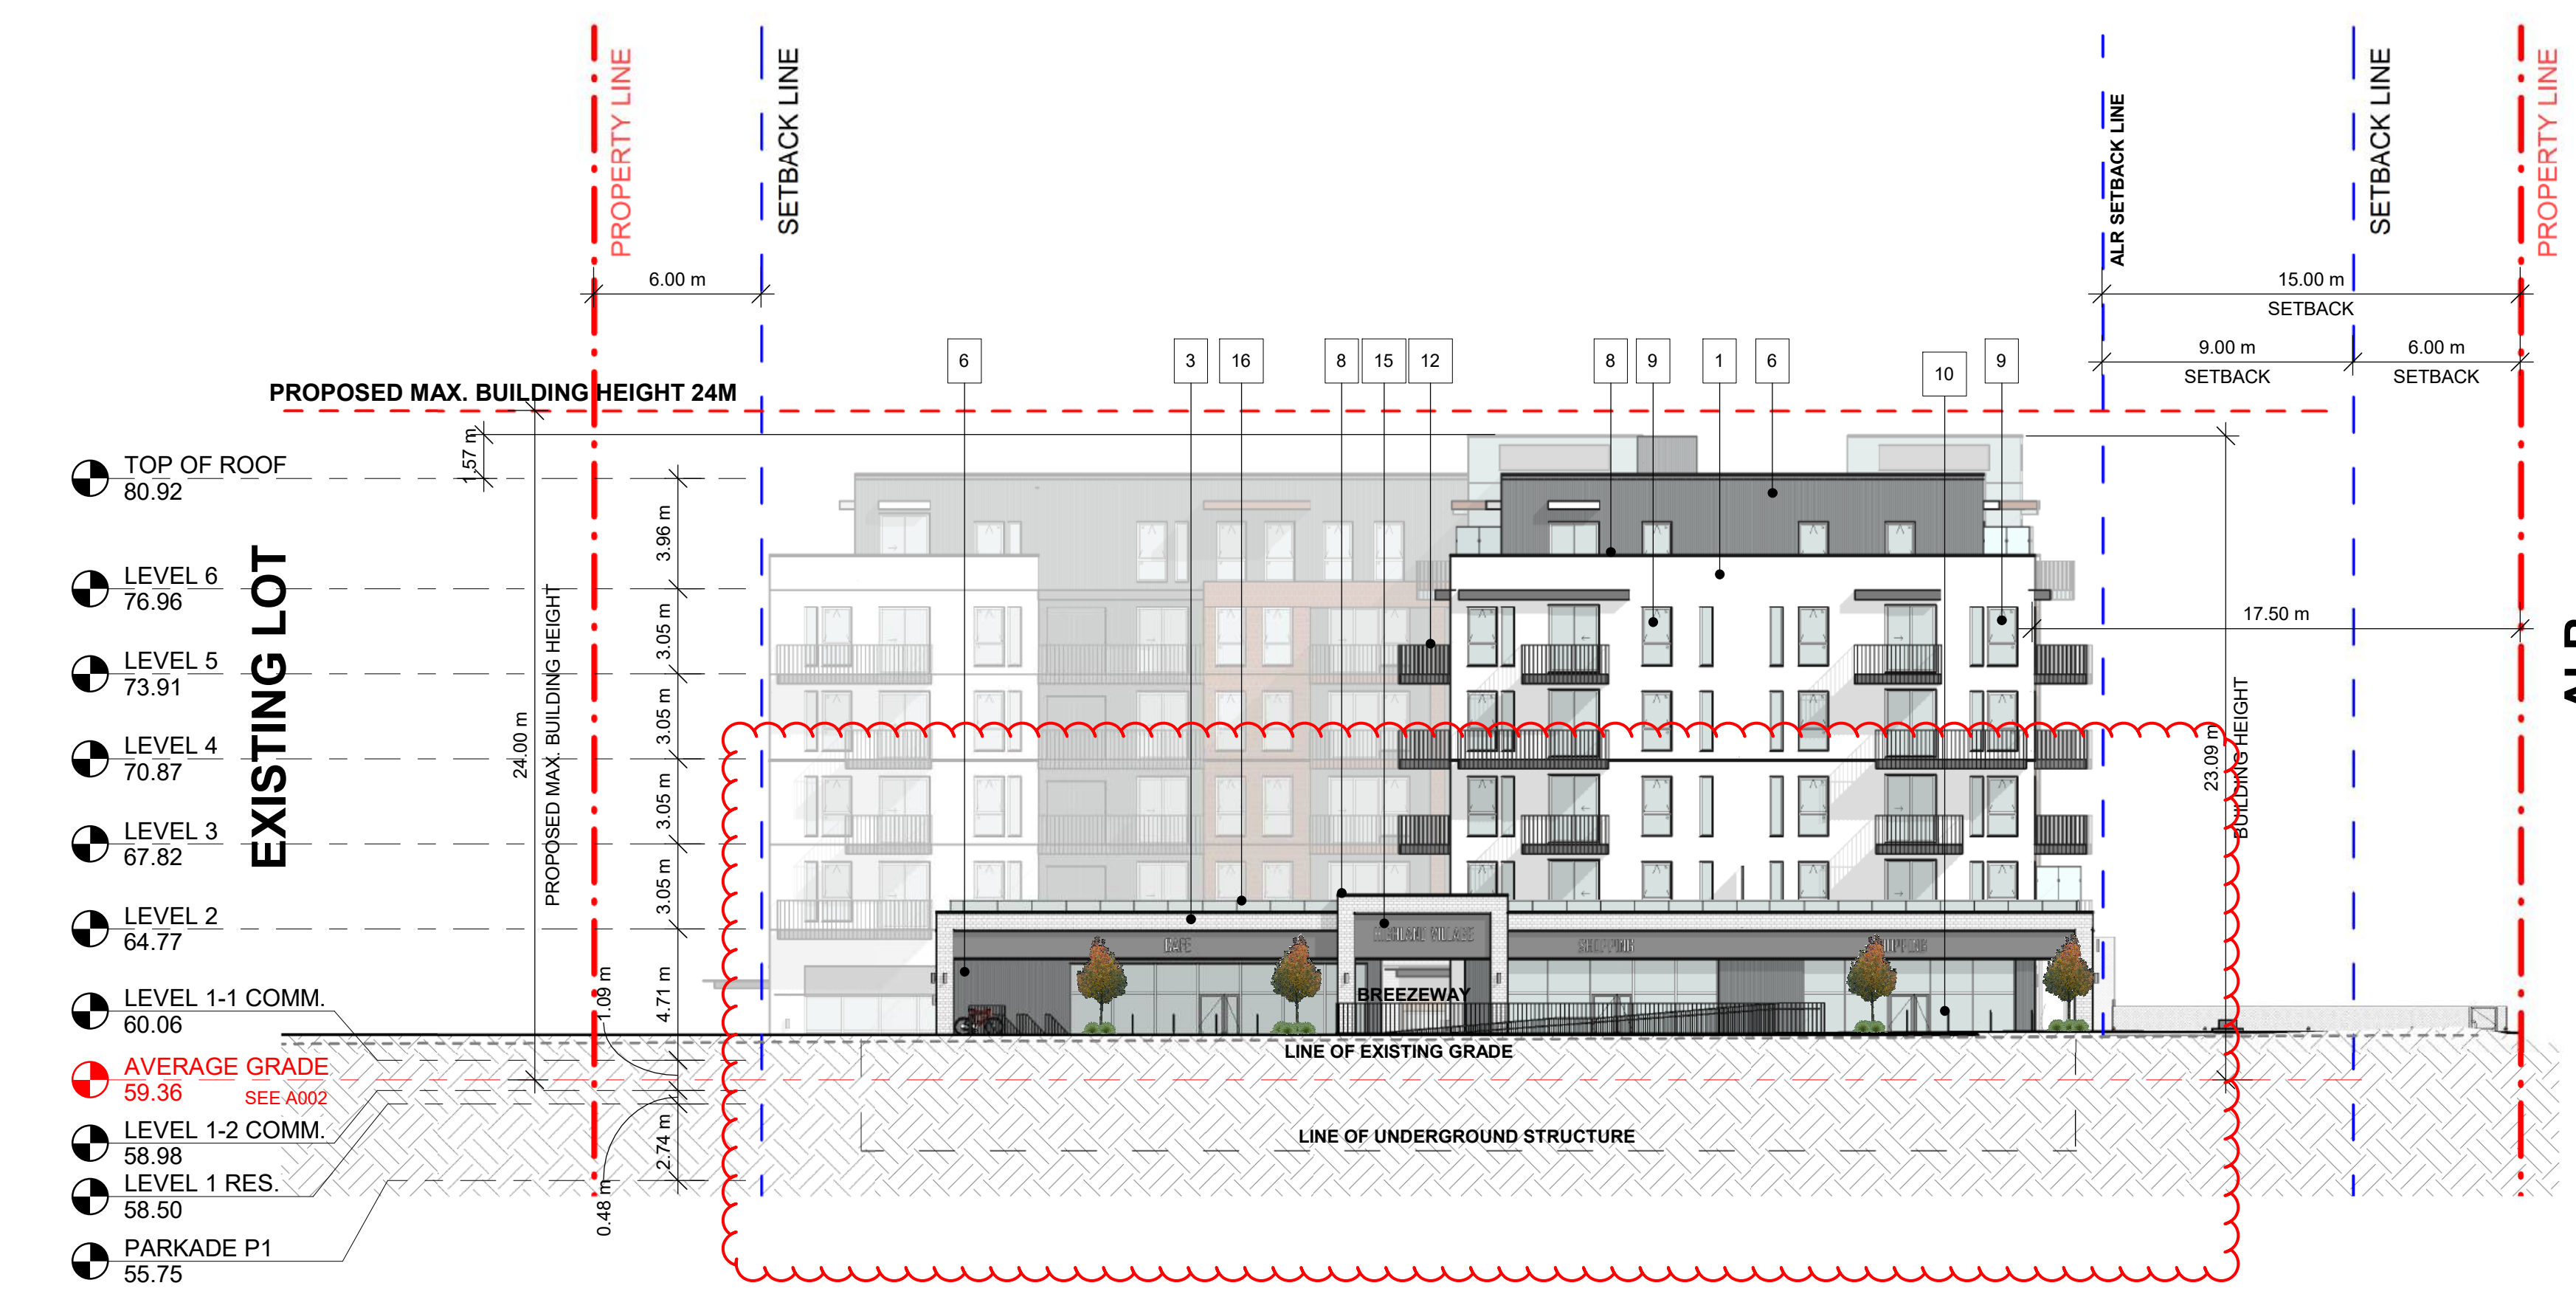 PROPERTY LINE
SETBACK LINE
ALR SETBACK LINE
SETBACK LINE
PROPERTY LINE
6.00 m
15.00 m
SETBACK
9.00 m
SETBACK
6.00 m
SETBACK
6
3
16
8
15
12
8
9
1
6
10
9
PROPOSED MAX. BUILDING HEIGHT 24M
1.57 m
TOP OF ROOF
80.92
3.96 m
LEVEL 6
76.96
3.05 m
LEVEL 5
73.91
3.05 m
LEVEL 4
70.87
3.05 m
LEVEL 3
67.82
3.05 m
LEVEL 2
64.77
4.71 m
LEVEL 1-1 COMM.
60.06
1.09 m
AVERAGE GRADE
59.36
SEE A002
LEVEL 1-2 COMM.
58.98
2.74 m
LEVEL 1 RES.
58.50
0.48 m
PARKADE P1
55.75
EXISTING LOT
24.00 m
PROPOSED MAX. BUILDING HEIGHT
17.50 m
23.09 m
BUILDING HEIGHT
ALR
CAFE
HIGHLAND VILLAGE
SHOPPING
SHOPPING
BREEZEWAY
LINE OF EXISTING GRADE
LINE OF UNDERGROUND STRUCTURE